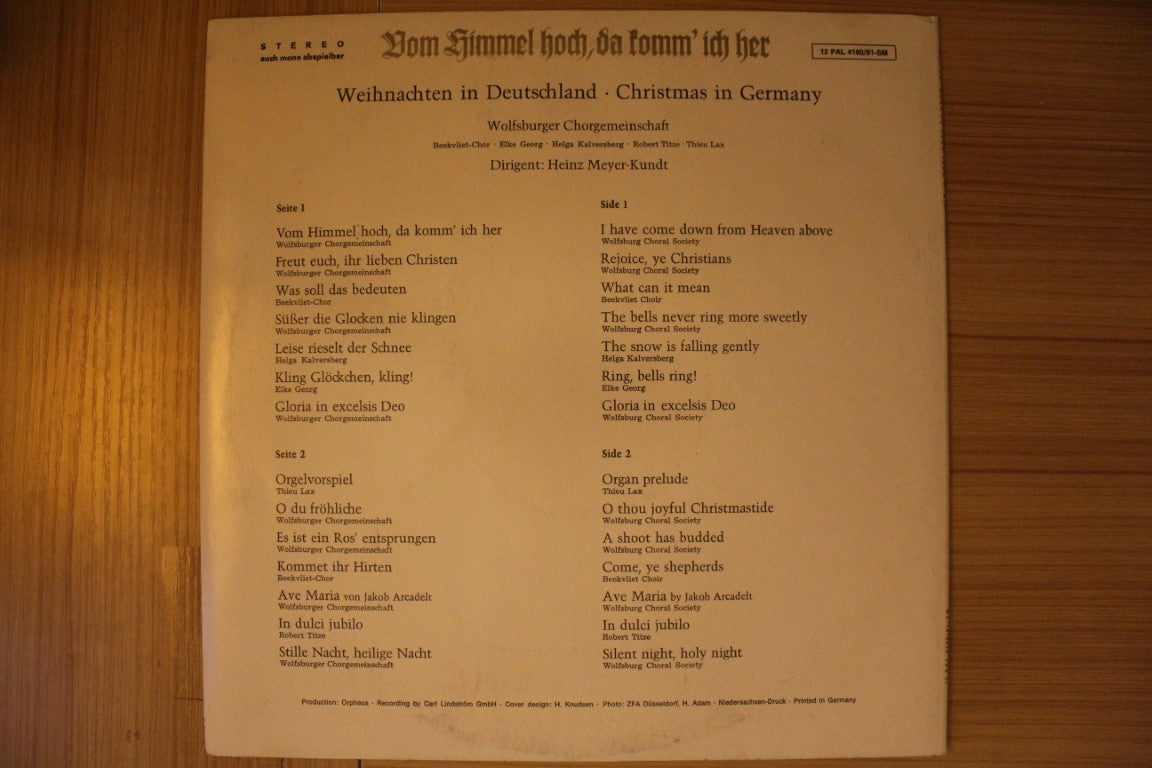 STEREO
auch mono abspielbar
Vom Himmel hoch, da komm' ich her
12 PAL 4160/61-SM
Weihnachten in Deutschland · Christmas in Germany
Wolfsburger Chorgemeinschaft
Beekvliet-Chor · Elke Georg · Helga Kalversberg · Robert Titze · Thieu Lax
Dirigent: Heinz Meyer-Kundt
Seite 1
Vom Himmel hoch, da komm' ich her
Wolfsburger Chorgemeinschaft
Freut euch, ihr lieben Christen
Wolfsburger Chorgemeinschaft
Was soll das bedeuten
Beekvliet-Chor
Süßer die Glocken nie klingen
Wolfsburger Chorgemeinschaft
Leise rieselt der Schnee
Helga Kalversberg
Kling Glöckchen, kling!
Elke Georg
Gloria in excelsis Deo
Wolfsburger Chorgemeinschaft
Side 1
I have come down from Heaven above
Wolfsburg Choral Society
Rejoice, ye Christians
Wolfsburg Choral Society
What can it mean
Beekvliet Choir
The bells never ring more sweetly
Wolfsburg Choral Society
The snow is falling gently
Helga Kalversberg
Ring, bells ring!
Elke Georg
Gloria in excelsis Deo
Wolfsburg Choral Society
Seite 2
Orgelvorspiel
Thieu Lax
O du fröhliche
Wolfsburger Chorgemeinschaft
Es ist ein Ros' entsprungen
Wolfsburger Chorgemeinschaft
Kommet ihr Hirten
Beekvliet-Chor
Ave Maria von Jakob Arcadelt
Wolfsburger Chorgemeinschaft
In dulci jubilo
Robert Titze
Stille Nacht, heilige Nacht
Wolfsburger Chorgemeinschaft
Side 2
Organ prelude
Thieu Lax
O thou joyful Christmastide
Wolfsburg Choral Society
A shoot has budded
Wolfsburg Choral Society
Come, ye shepherds
Beekvliet Choir
Ave Maria by Jakob Arcadelt
Wolfsburg Choral Society
In dulci jubilo
Robert Titze
Silent night, holy night
Wolfsburg Choral Society
Production: Orpheus · Recording by Carl Lindström GmbH · Cover design: H. Knudsen · Photo: ZFA Düsseldorf, H. Adam · Niedersachsen-Druck · Printed in Germany